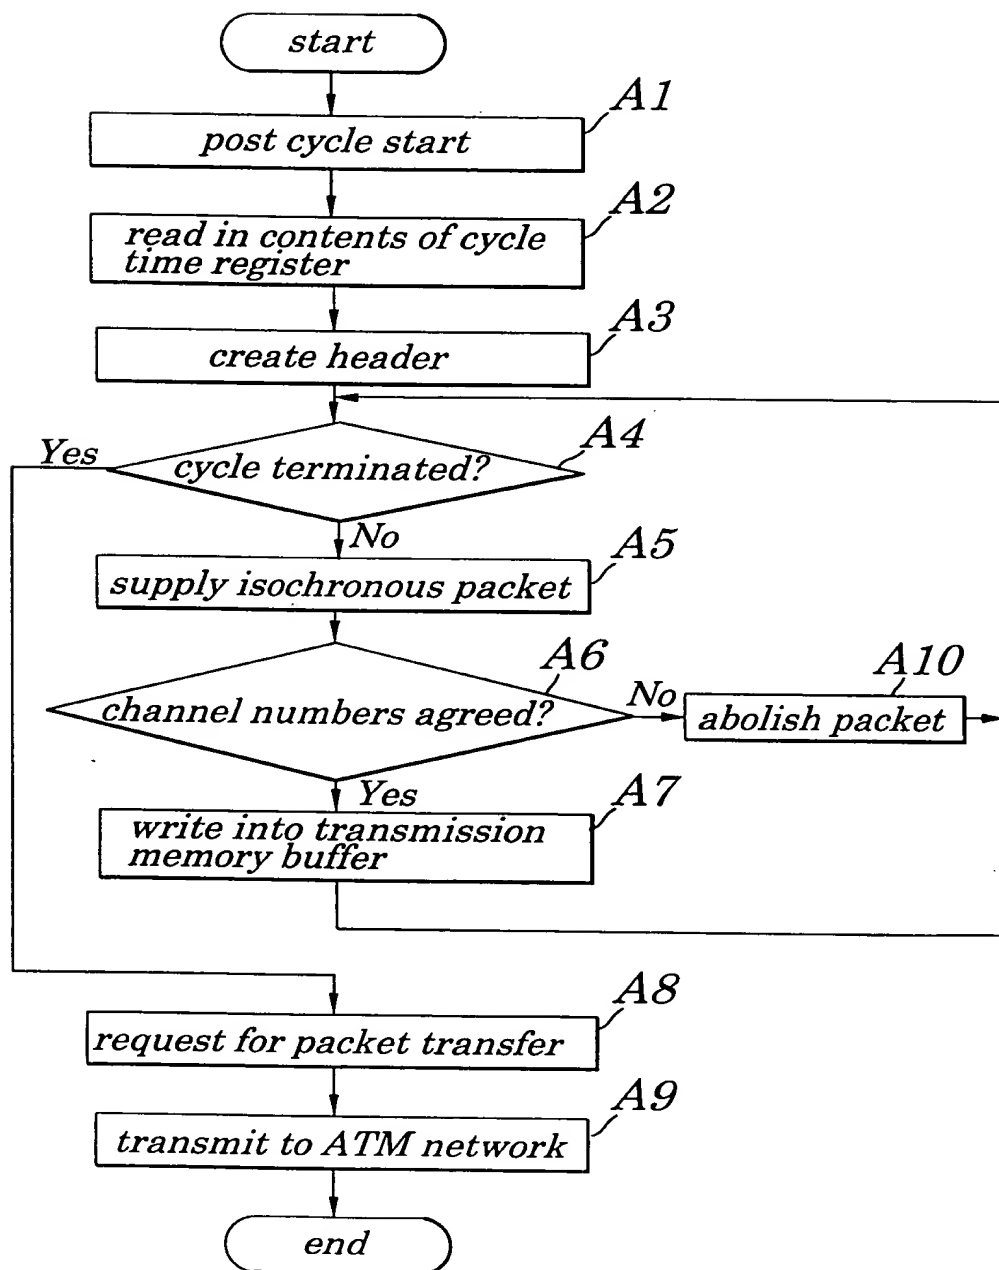 start
A1
post cycle start
A2
read in contents of cycle
time register
A3
create header
A4
Yes
cycle terminated?
No
A5
supply isochronous packet
A6
channel numbers agreed?
No
A10
abolish packet
Yes
A7
write into transmission
memory buffer
A8
request for packet transfer
A9
transmit to ATM network
end